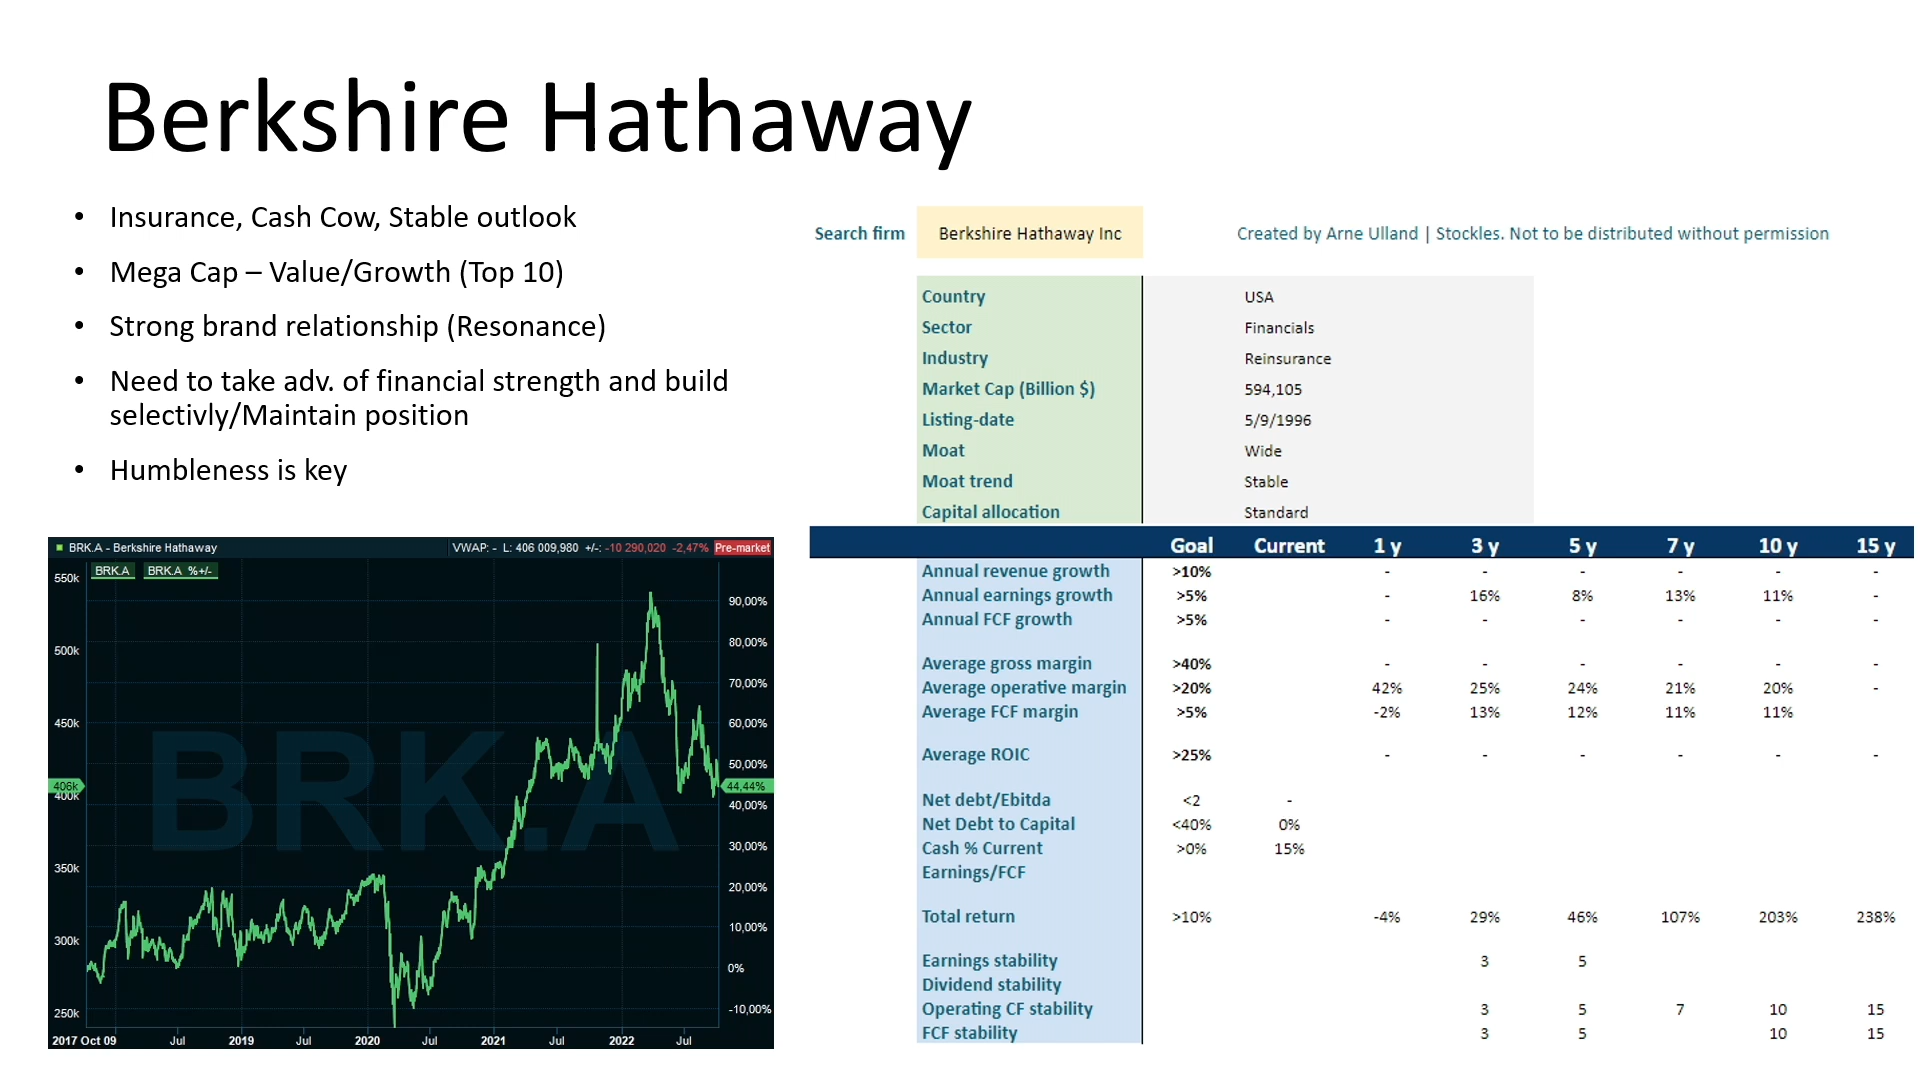 Berkshire Hathaway
• Insurance, Cash Cow, Stable outlook
• Mega Cap – Value/Growth (Top 10)
• Strong brand relationship (Resonance)
• Need to take adv. of financial strength and build
selectivly/Maintain position
• Humbleness is key
Search firm Berkshire Hathaway Inc Created by Arne Ulland | Stockles. Not to be distributed without permission
Country USA
Sector Financials
Industry Reinsurance
Market Cap (Billion $) 594,105
Listing-date 5/9/1996
Moat Wide
Moat trend Stable
Capital allocation Standard
Goal Current 1 y 3 y 5 y 7 y 10 y 15 y
Annual revenue growth >10% - - - - - -
Annual earnings growth >5% - 16% 8% 13% 11% -
Annual FCF growth >5% - - - - - -
Average gross margin >40% - - - - - -
Average operative margin >20% 42% 25% 24% 21% 20% -
Average FCF margin >5% -2% 13% 12% 11% 11%
Average ROIC >25% - - - - - -
Net debt/Ebitda <2 -
Net Debt to Capital <40% 0%
Cash % Current >0% 15%
Earnings/FCF
Total return >10% -4% 29% 46% 107% 203% 238%
Earnings stability 3 5
Dividend stability
Operating CF stability 3 5 7 10 15
FCF stability 3 5 10 15
BRK.A - Berkshire Hathaway VWAP: - L: 406 009,980 +/-: -10 290,020 -2,47% Pre-market
BRK.A BRK.A %+/-
550k
500k
450k
406k
400k
350k
300k
250k
90,00%
80,00%
70,00%
60,00%
50,00%
44,44%
40,00%
30,00%
20,00%
10,00%
0%
-10,00%
BRK.A
2017 Oct 09 Jul 2019 Jul 2020 Jul 2021 Jul 2022 Jul